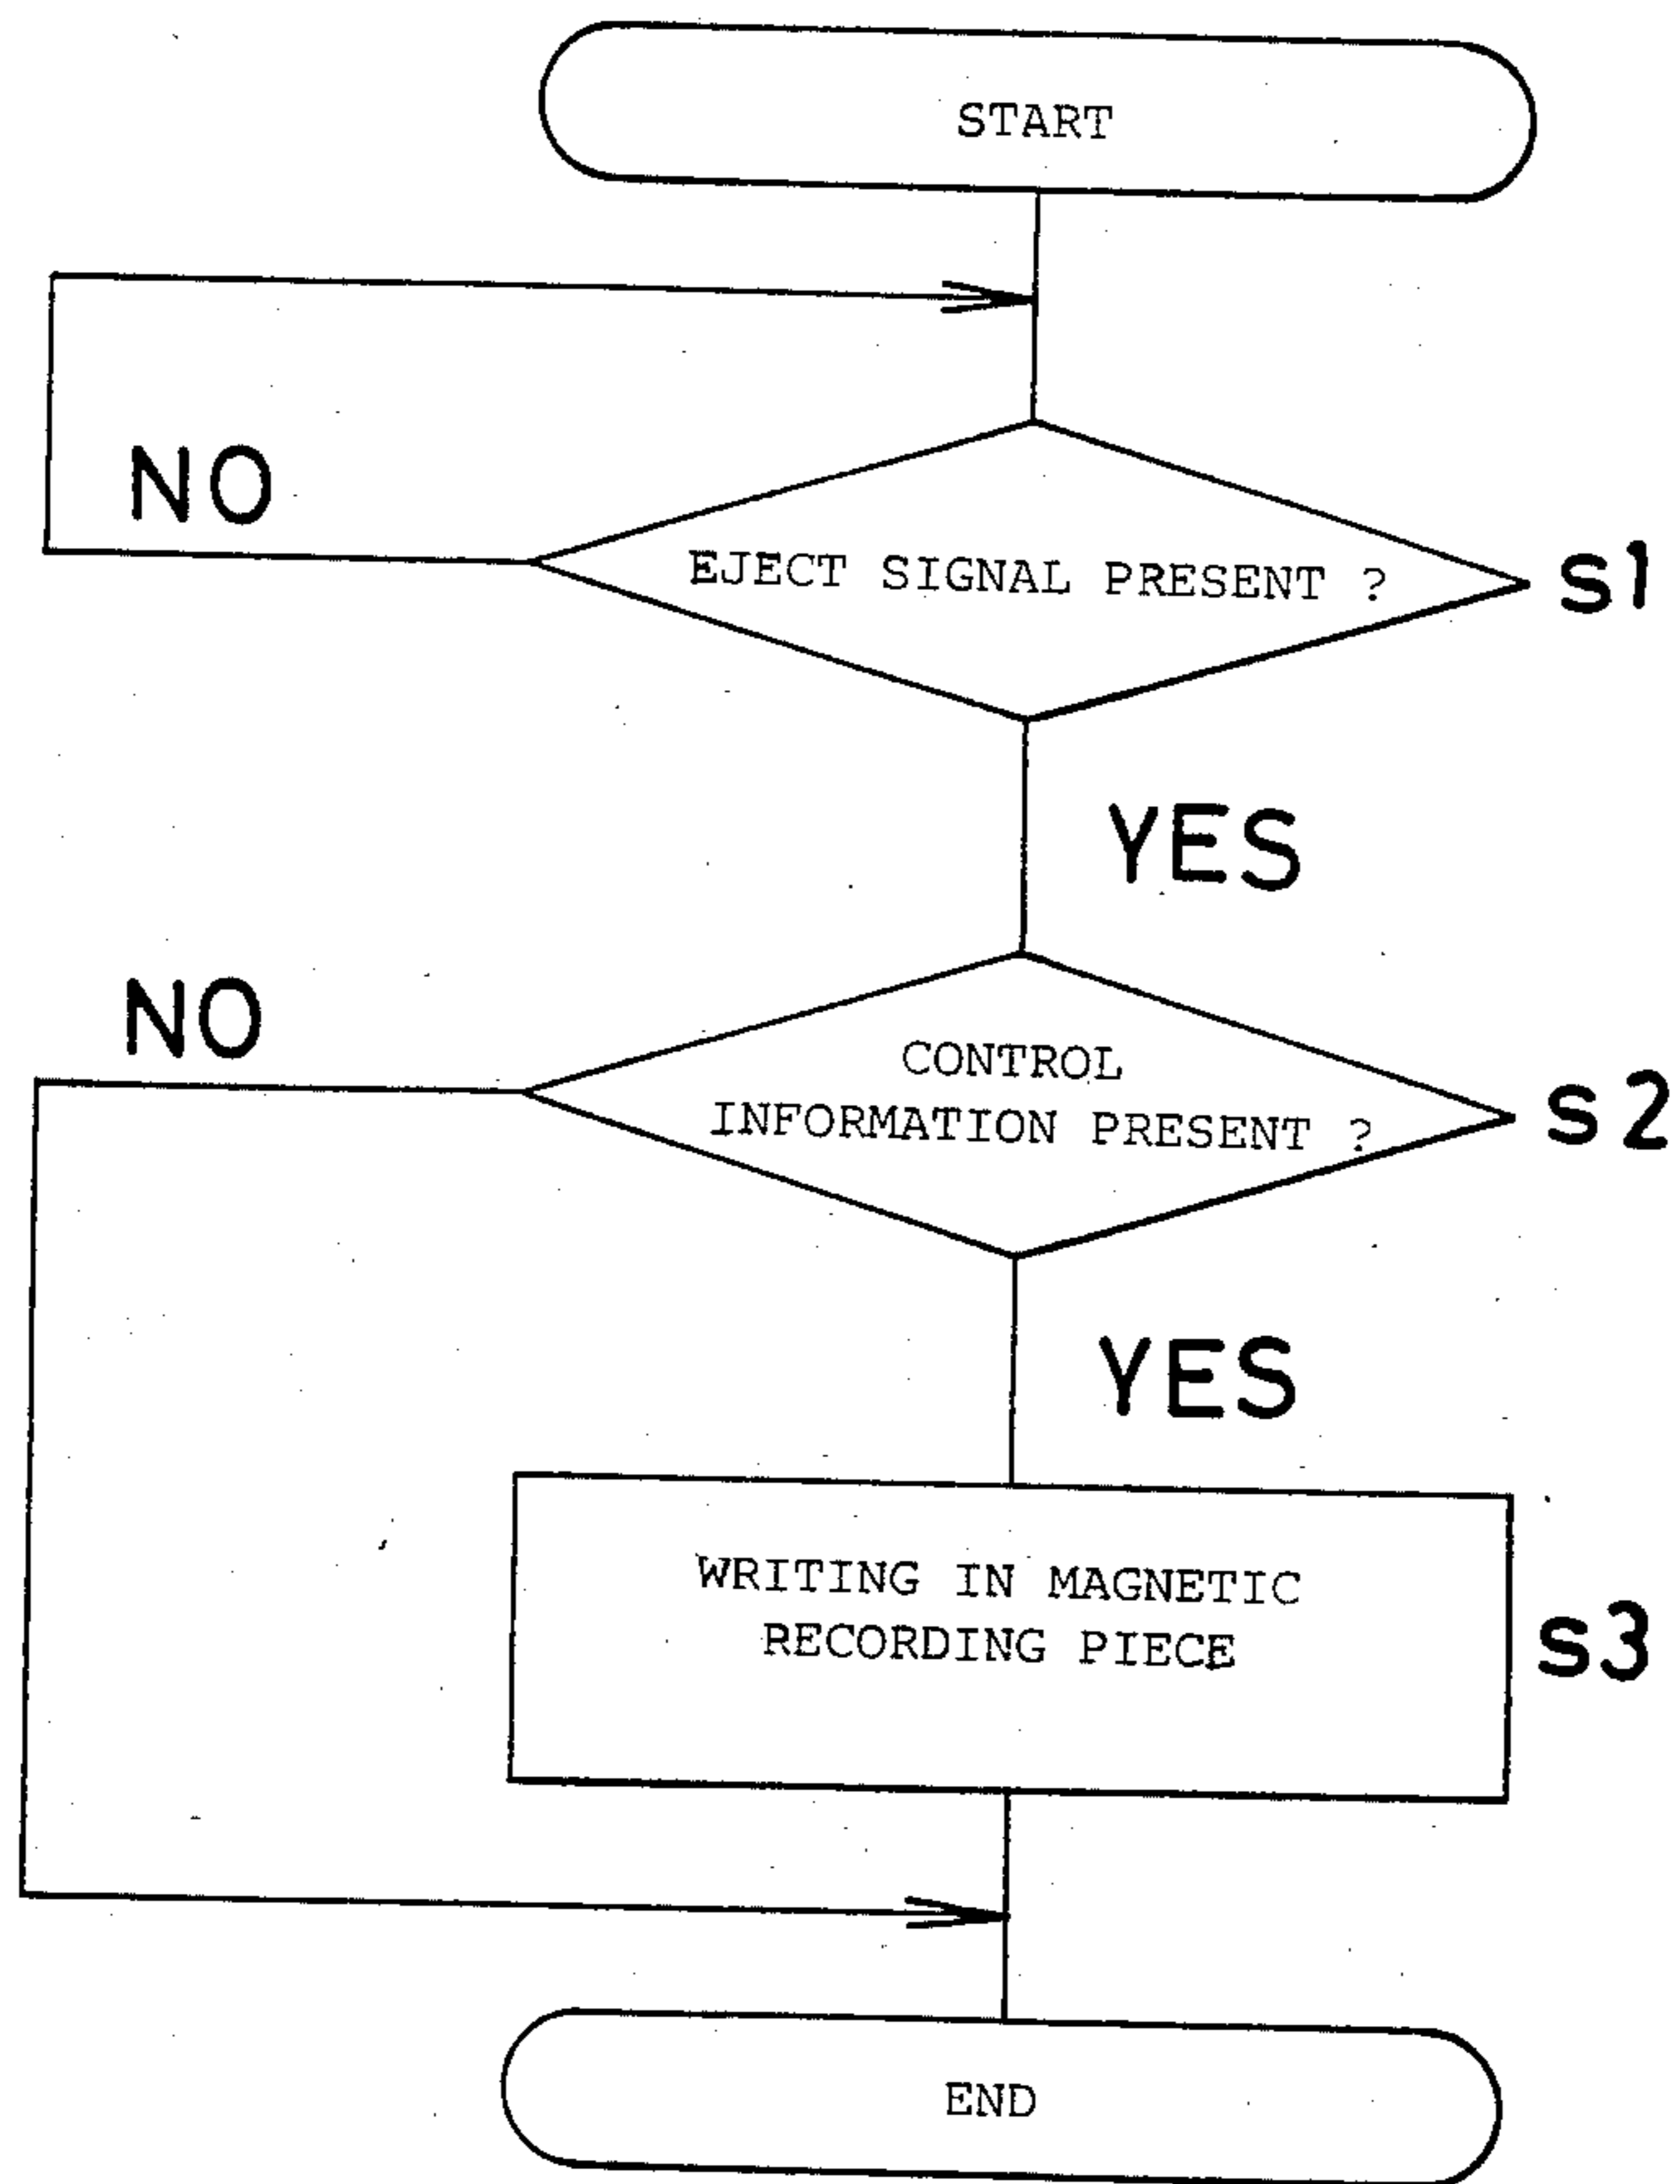 START
NO
EJECT SIGNAL PRESENT ?
s1
YES
NO
CONTROL
INFORMATION PRESENT ?
s2
YES
WRITING IN MAGNETIC
RECORDING PIECE
s3
END